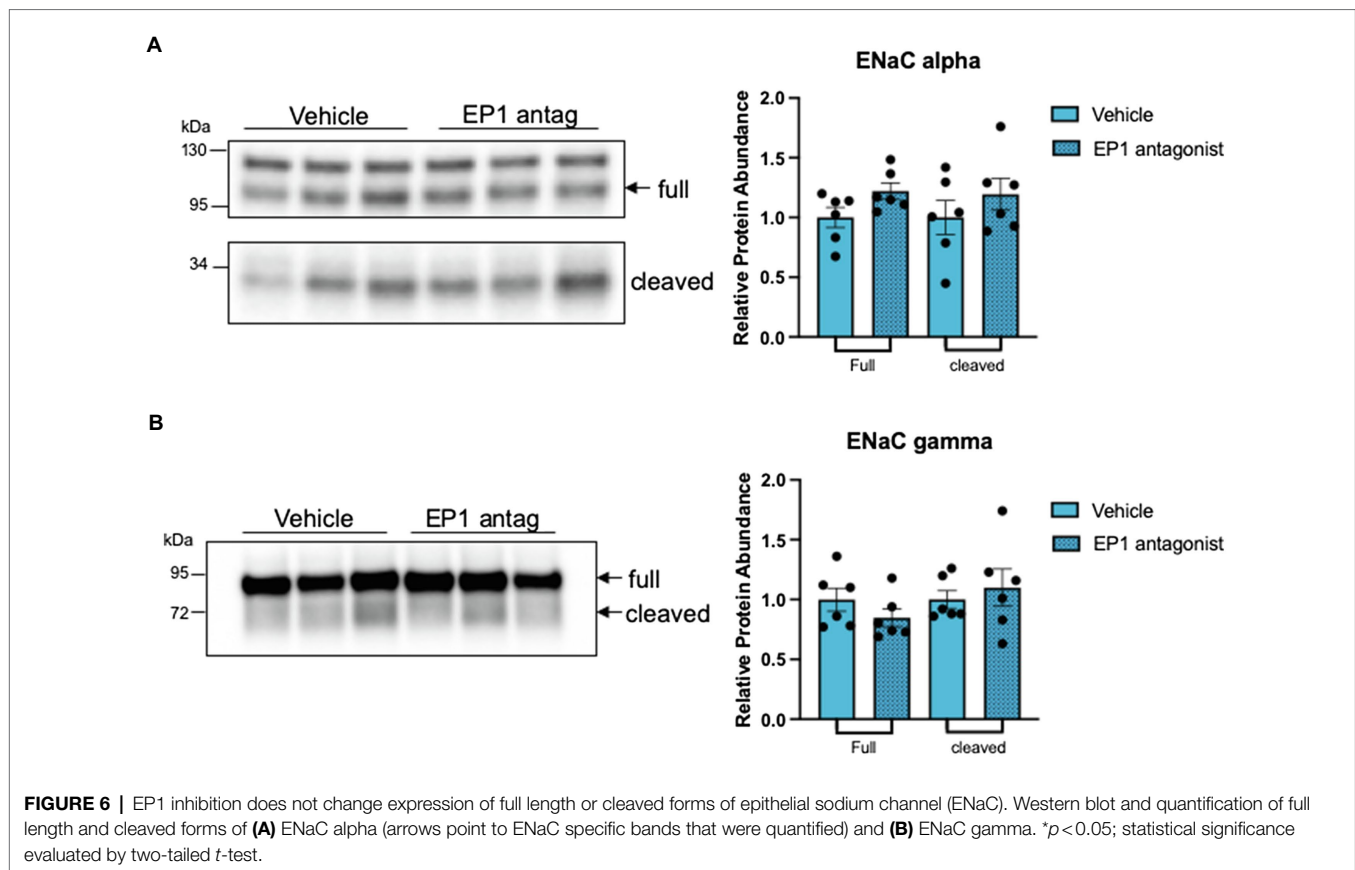 A
Vehicle
EP1 antag
kDa
130
95
full
34
cleaved
ENaC alpha
Relative Protein Abundance
2.0
1.5
1.0
0.5
0.0
Full
cleaved
Vehicle
EP1 antagonist
B
Vehicle
EP1 antag
kDa
95
72
full
cleaved
ENaC gamma
Relative Protein Abundance
2.0
1.5
1.0
0.5
0.0
Full
cleaved
Vehicle
EP1 antagonist
FIGURE 6 | EP1 inhibition does not change expression of full length or cleaved forms of epithelial sodium channel (ENaC). Western blot and quantification of full
length and cleaved forms of (A) ENaC alpha (arrows point to ENaC specific bands that were quantified) and (B) ENaC gamma. *p<0.05; statistical significance
evaluated by two-tailed t-test.